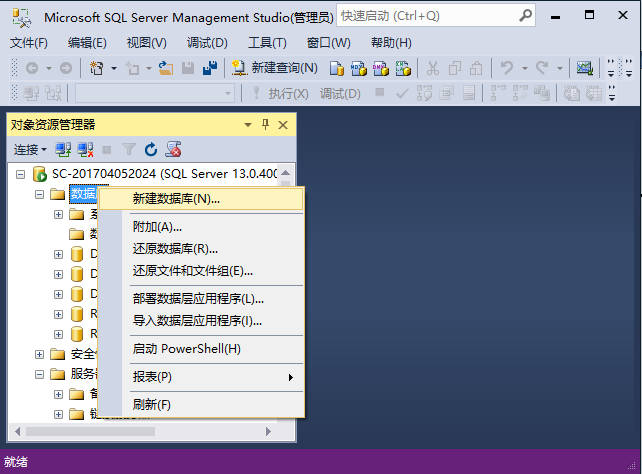 Microsoft SQL Server Management Studio(管理员)
快速启动 (Ctrl+Q)
文件(F) 编辑(E) 视图(V) 调试(D) 工具(T) 窗口(W) 帮助(H)
新建查询(N)
执行(X) 调试(D)
对象资源管理器
连接
SC-201704052024 (SQL Server 13.0.400
数据
新建数据库(N)...
附加(A)...
还原数据库(R)...
还原文件和文件组(E)...
部署数据层应用程序(L)...
导入数据层应用程序(I)...
启动 PowerShell(H)
报表(P)
刷新(F)
系
数
D
D
D
R
R
安全
服务
备
就绪